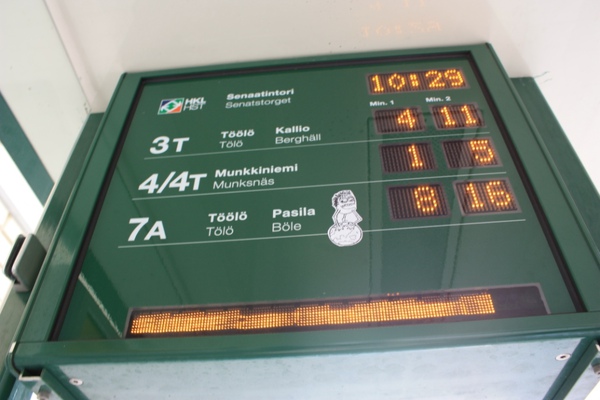 10:29
HKL
HST
Senaatintori
Senatstorget
Min. 1 Min. 2
3T Töölö Kallio 4 11
Tölö Berghäll
4/4T Munkkiniemi 1 5
Munksnäs
7A Töölö Pasila 8 16
Tölö Böle